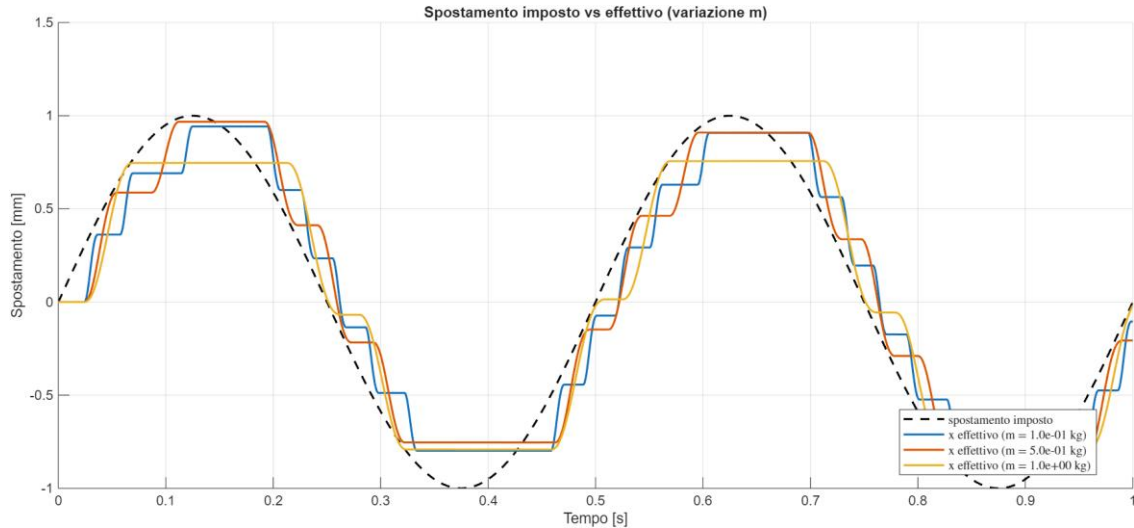 Spostamento imposto vs effettivo (variazione m)
1.5
1
0.5
0
-0.5
-1
Spostamento [mm]
0 0.1 0.2 0.3 0.4 0.5 0.6 0.7 0.8 0.9 1
Tempo [s]
spostamento imposto
x effettivo (m = 1.0e-01 kg)
x effettivo (m = 5.0e-01 kg)
x effettivo (m = 1.0e+00 kg)